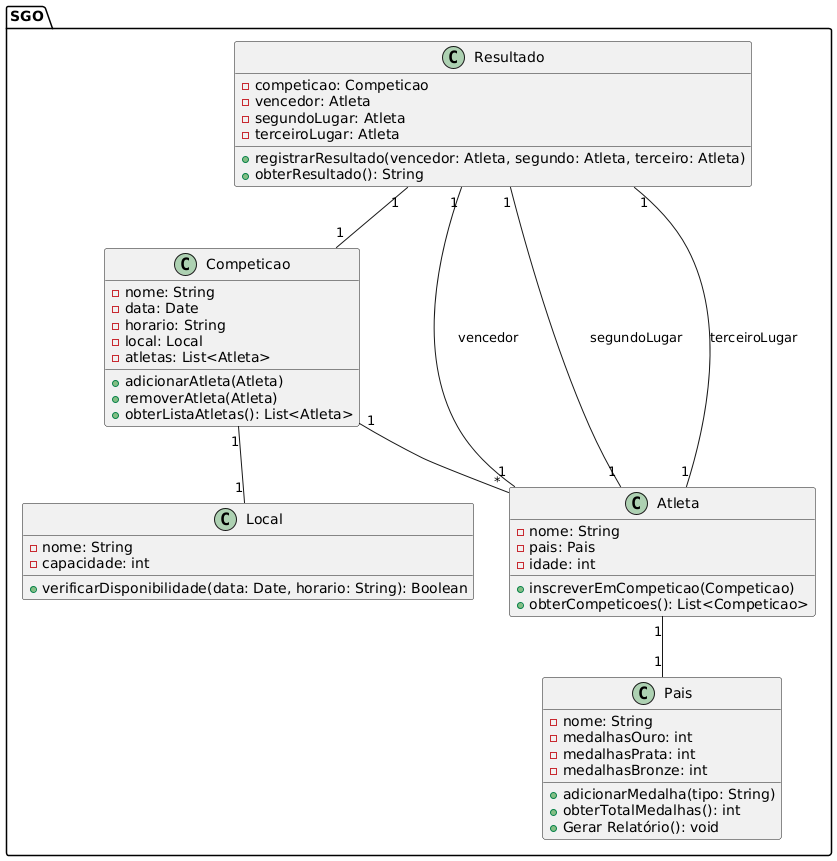 SGO
C Resultado
competicao: Competicao
vencedor: Atleta
segundoLugar: Atleta
terceiroLugar: Atleta
registrarResultado(vencedor: Atleta, segundo: Atleta, terceiro: Atleta)
obterResultado(): String
1 1 1 1
1
C Competicao
nome: String
data: Date
horario: String
local: Local
atletas: List<Atleta>
adicionarAtleta(Atleta)
removerAtleta(Atleta)
obterListaAtletas(): List<Atleta>
vencedor
segundoLugar
terceiroLugar
1
1
1 1 1
1
*
C Local
nome: String
capacidade: int
verificarDisponibilidade(data: Date, horario: String): Boolean
C Atleta
nome: String
pais: Pais
idade: int
inscreverEmCompeticao(Competicao)
obterCompeticoes(): List<Competicao>
1
1
C Pais
nome: String
medalhasOuro: int
medalhasPrata: int
medalhasBronze: int
adicionarMedalha(tipo: String)
obterTotalMedalhas(): int
Gerar Relatório(): void